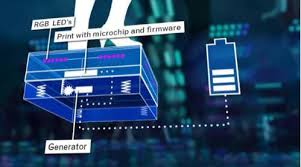 RGB LED's
Print with microchip and firmware
Generator